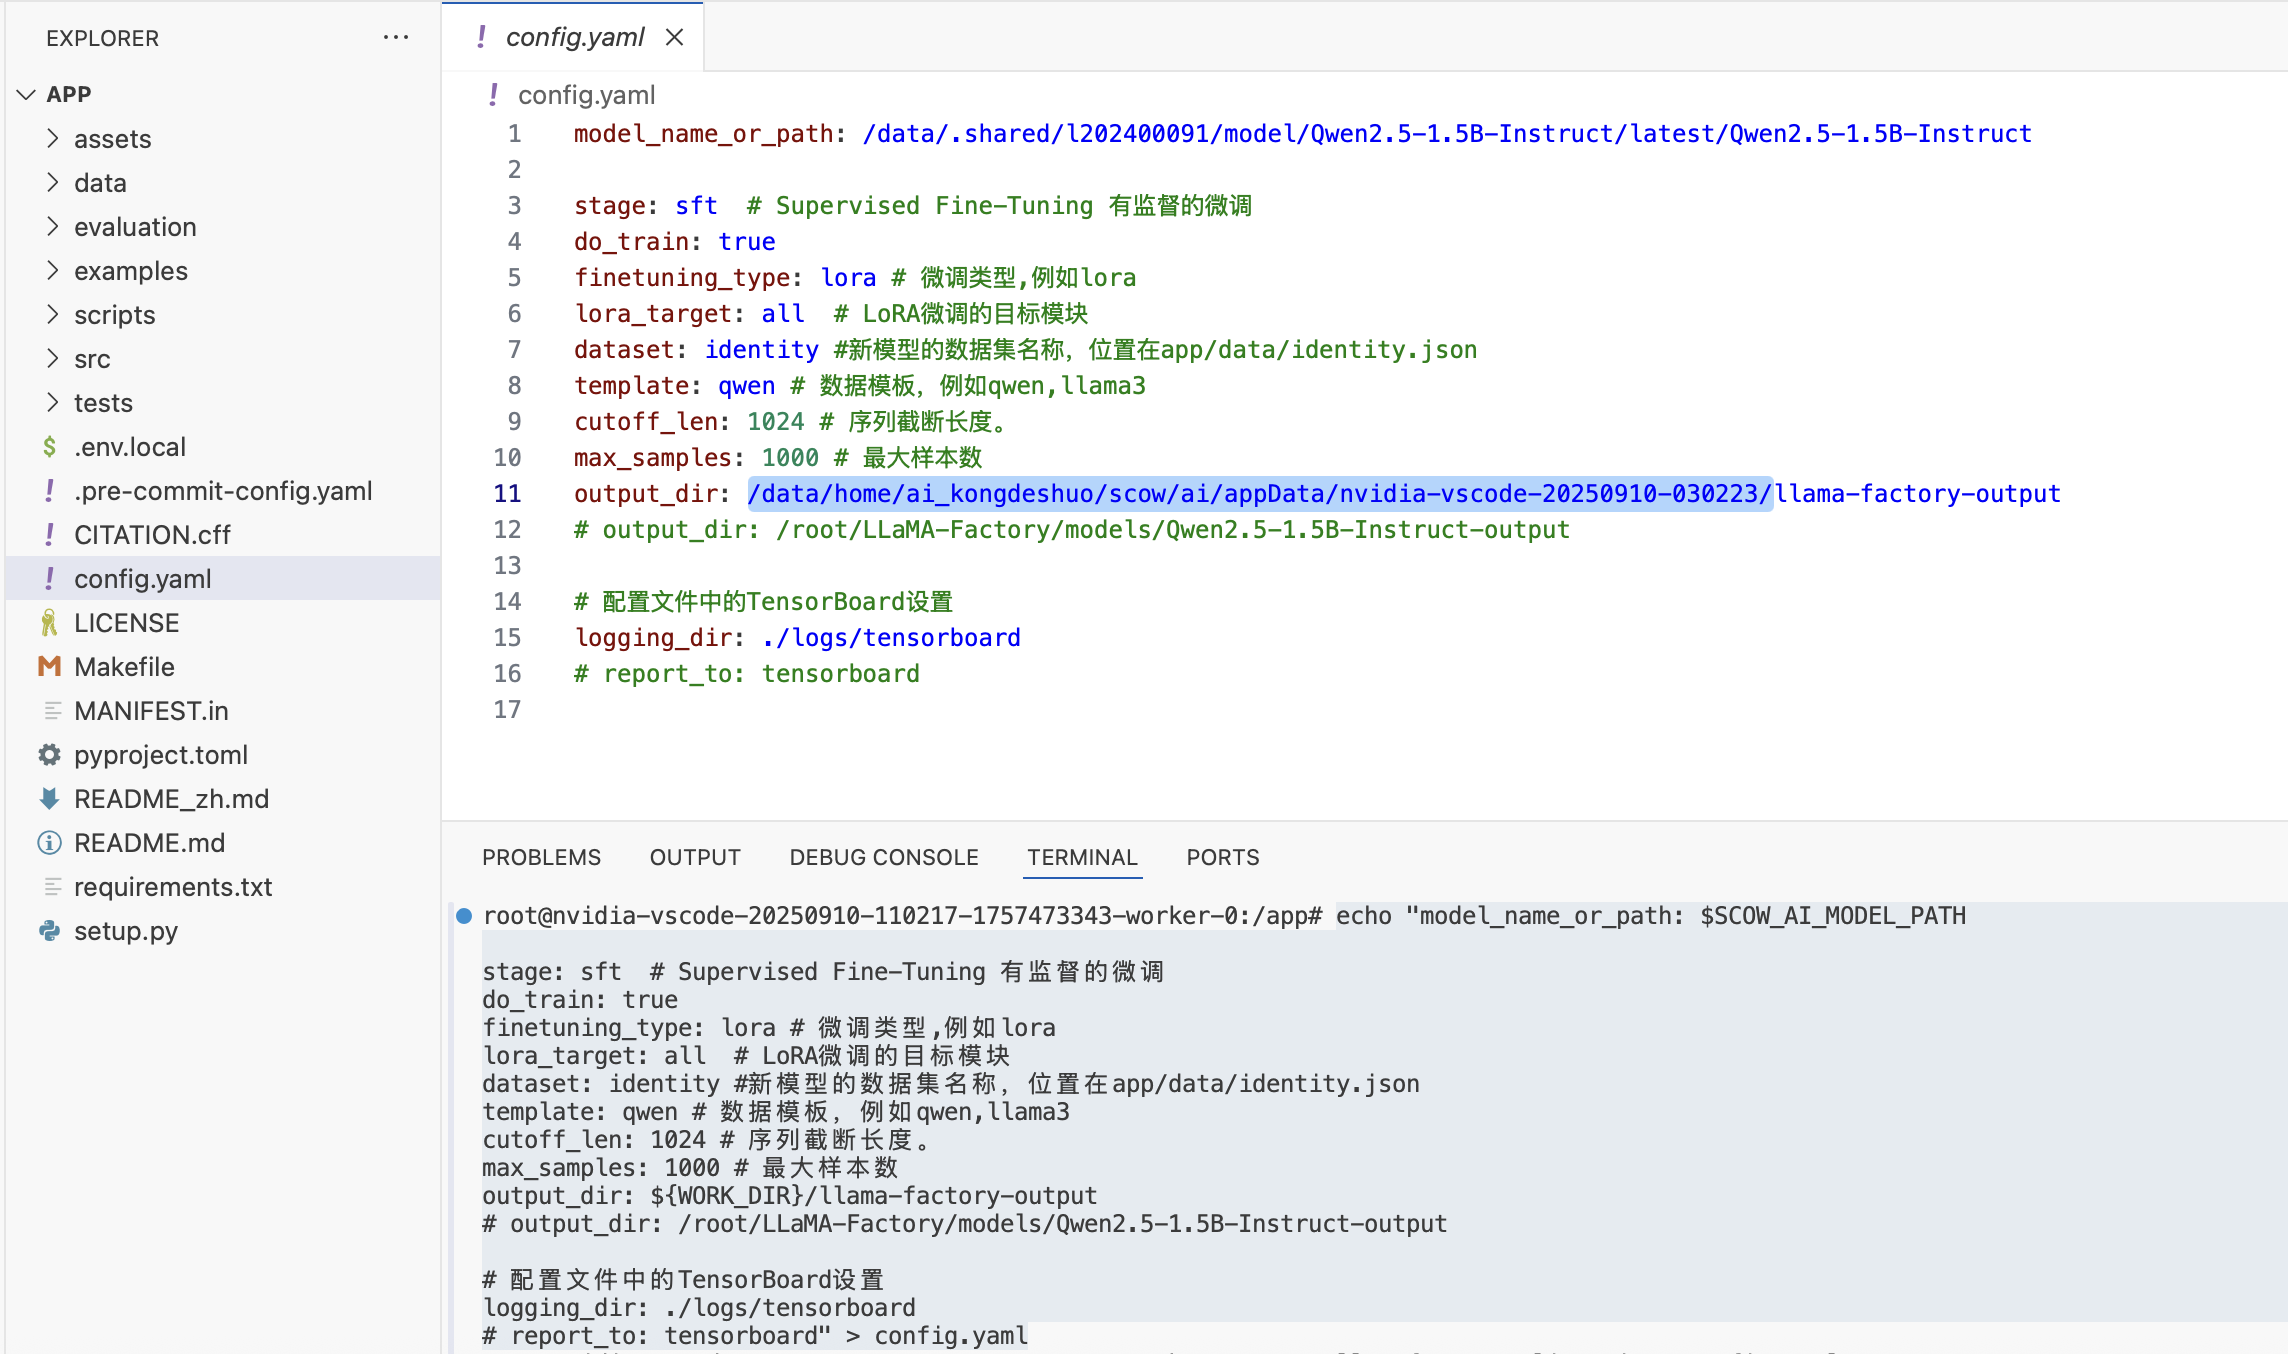 EXPLORER
APP
assets
data
evaluation
examples
scripts
src
tests
.env.local
.pre-commit-config.yaml
CITATION.cff
config.yaml
LICENSE
Makefile
MANIFEST.in
pyproject.toml
README_zh.md
README.md
requirements.txt
setup.py
config.yaml
config.yaml
1 model_name_or_path: /data/.shared/l202400091/model/Qwen2.5-1.5B-Instruct/latest/Qwen2.5-1.5B-Instruct
2
3 stage: sft  # Supervised Fine-Tuning 有监督的微调
4 do_train: true
5 finetuning_type: lora # 微调类型,例如lora
6 lora_target: all  # LoRA微调的目标模块
7 dataset: identity #新模型的数据集名称，位置在app/data/identity.json
8 template: qwen # 数据模板，例如qwen,llama3
9 cutoff_len: 1024 # 序列截断长度。
10 max_samples: 1000 # 最大样本数
11 output_dir: /data/home/ai_kongdeshuo/scow/ai/appData/nvidia-vscode-20250910-030223/llama-factory-output
12 # output_dir: /root/LLaMA-Factory/models/Qwen2.5-1.5B-Instruct-output
13
14 # 配置文件中的TensorBoard设置
15 logging_dir: ./logs/tensorboard
16 # report_to: tensorboard
17
PROBLEMS OUTPUT DEBUG CONSOLE TERMINAL PORTS
root@nvidia-vscode-20250910-110217-1757473343-worker-0:/app# echo "model_name_or_path: $SCOW_AI_MODEL_PATH
stage: sft  # Supervised Fine-Tuning 有监督的微调
do_train: true
finetuning_type: lora # 微调类型,例如lora
lora_target: all  # LoRA微调的目标模块
dataset: identity #新模型的数据集名称，位置在app/data/identity.json
template: qwen # 数据模板，例如qwen,llama3
cutoff_len: 1024 # 序列截断长度。
max_samples: 1000 # 最大样本数
output_dir: ${WORK_DIR}/llama-factory-output
# output_dir: /root/LLaMA-Factory/models/Qwen2.5-1.5B-Instruct-output
# 配置文件中的TensorBoard设置
logging_dir: ./logs/tensorboard
# report_to: tensorboard" > config.yaml